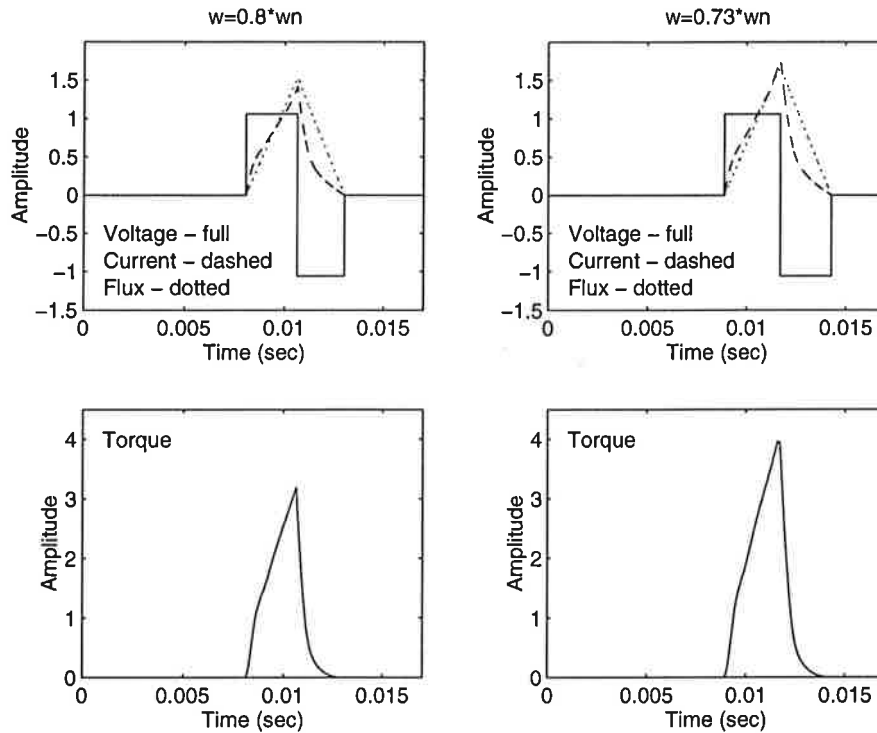 w=0.8*wn
1.5
1
0.5
0
−0.5
−1
−1.5
Amplitude
Voltage − full
Current − dashed
Flux − dotted
0
0.005
0.01
0.015
Time (sec)
w=0.73*wn
1.5
1
0.5
0
−0.5
−1
−1.5
Amplitude
Voltage − full
Current − dashed
Flux − dotted
0
0.005
0.01
0.015
Time (sec)
4
3
2
1
0
Amplitude
Torque
0
0.005
0.01
0.015
Time (sec)
4
3
2
1
0
Amplitude
Torque
0
0.005
0.01
0.015
Time (sec)